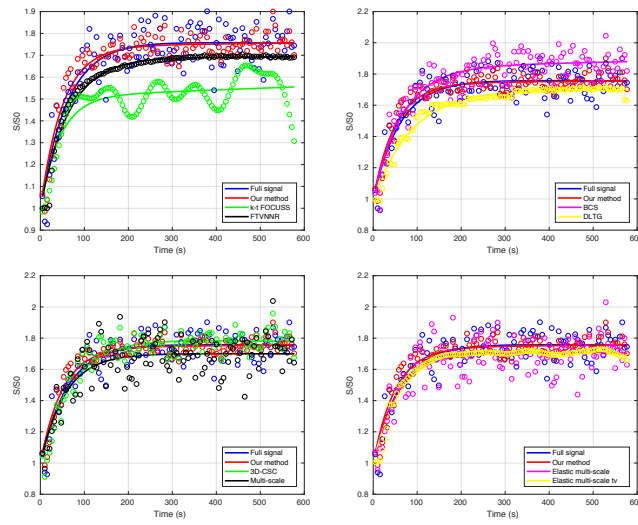 1.9
1.8
1.7
1.6
1.5
1.4
1.3
1.2
1.1
1
0.9
S/S0
0 100 200 300 400 500 600
Time (s)
Full signal
Our method
k-t FOCUSS
FTVNNR
2.2
2
1.8
1.6
1.4
1.2
1
0.8
S/S0
0 100 200 300 400 500 600
Time (s)
Full signal
Our method
BCS
DLTG
2.2
2
1.8
1.6
1.4
1.2
1
0.8
S/S0
0 100 200 300 400 500 600
Time (s)
Full signal
Our method
3D-CSC
Multi-scale
2.2
2
1.8
1.6
1.4
1.2
1
0.8
S/S0
0 100 200 300 400 500 600
Time (s)
Full signal
Our method
Elastic multi-scale
Elastic multi-scale tv